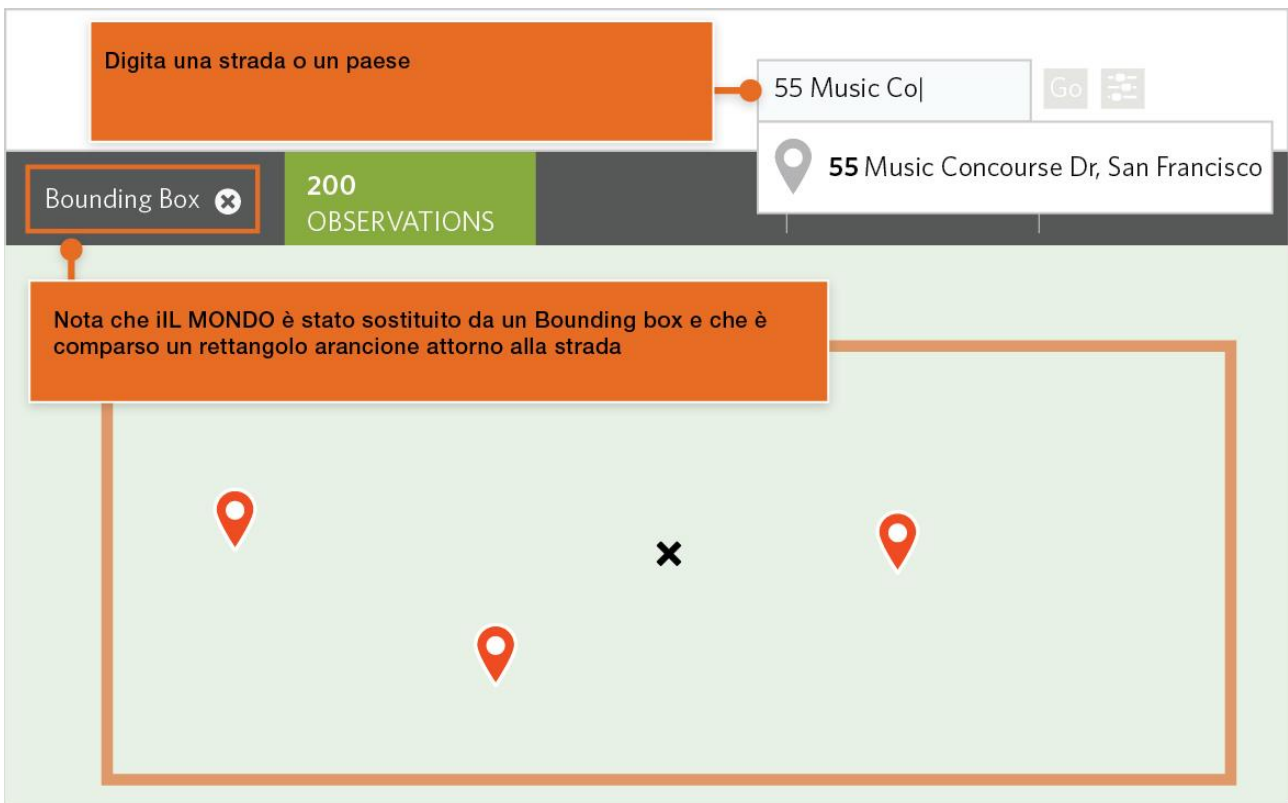 Digita una strada o un paese
55 Music Co
Go
55 Music Concourse Dr, San Francisco
Bounding Box
200
OBSERVATIONS
Nota che iIL MONDO è stato sostituito da un Bounding box e che è
comparso un rettangolo arancione attorno alla strada